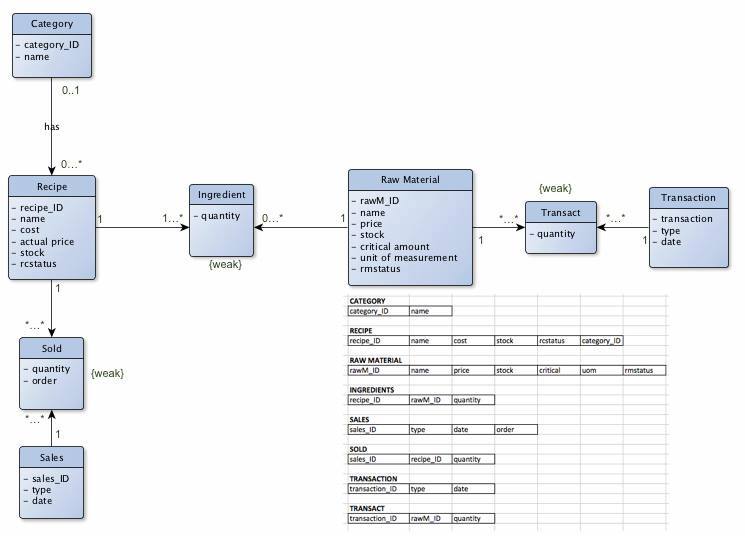 Category
- category_ID
- name
0..1
has
0...*
Recipe
- recipe_ID
- name
- cost
- actual price
- stock
- rcstatus
1
1...*
Ingredient
- quantity
{weak}
0...*
1
Raw Material
- rawM_ID
- name
- price
- stock
- critical amount
- unit of measurement
- rmstatus
1
*...*
{weak}
Transact
- quantity
*...*
1
Transaction
- transaction
- type
- date
1
*...*
Sold
- quantity
- order
{weak}
*...*
1
Sales
- sales_ID
- type
- date
CATEGORY
category_ID name
RECIPE
recipe_ID name cost stock rcstatus category_ID
RAW MATERIAL
rawM_ID name price stock critical uom rmstatus
INGREDIENTS
recipe_ID rawM_ID quantity
SALES
sales_ID type date order
SOLD
sales_ID recipe_ID quantity
TRANSACTION
transaction_ID type date
TRANSACT
transaction_ID rawM_ID quantity